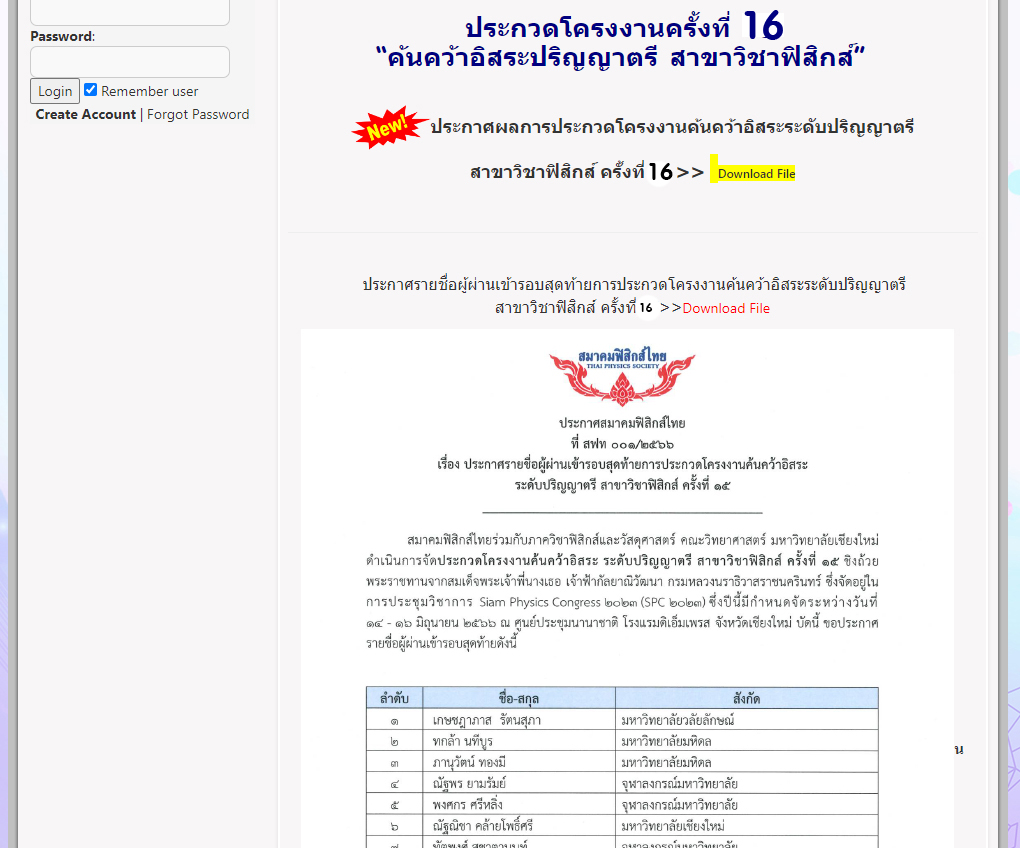 Password:
Login
Remember user
Create Account | Forgot Password
ประกวดโครงงานครั้งที่ 16
“ค้นคว้าอิสระปริญญาตรี สาขาวิชาฟิสิกส์”
New!
ประกาศผลการประกวดโครงงานค้นคว้าอิสระระดับปริญญาตรี
สาขาวิชาฟิสิกส์ ครั้งที่ 16 >> Download File
ประกาศรายชื่อผู้ผ่านเข้ารอบสุดท้ายการประกวดโครงงานค้นคว้าอิสระระดับปริญญาตรี
สาขาวิชาฟิสิกส์ ครั้งที่ 16 >>Download File
สมาคมฟิสิกส์ไทย
THAI PHYSICS SOCIETY
ประกาศสมาคมฟิสิกส์ไทย
ที่ สฟท ๐๐๑/๒๕๖๖
เรื่อง ประกาศรายชื่อผู้ผ่านเข้ารอบสุดท้ายการประกวดโครงงานค้นคว้าอิสระ
ระดับปริญญาตรี สาขาวิชาฟิสิกส์ ครั้งที่ ๑๕
สมาคมฟิสิกส์ไทยร่วมกับภาควิชาฟิสิกส์และวัสดุศาสตร์ คณะวิทยาศาสตร์ มหาวิทยาลัยเชียงใหม่
ดำเนินการจัดประกวดโครงงานค้นคว้าอิสระ ระดับปริญญาตรี สาขาวิชาฟิสิกส์ ครั้งที่ ๑๕ ชิงถ้วย
พระราชทานจากสมเด็จพระเจ้าพี่นางเธอ เจ้าฟ้ากัลยาณิวัฒนา กรมหลวงนราธิวาสราชนครินทร์ ซึ่งจัดอยู่ใน
การประชุมวิชาการ Siam Physics Congress ๒๐๒๓ (SPC ๒๐๒๓) ซึ่งปีนี้มีกำหนดจัดระหว่างวันที่
๑๔ - ๑๖ มิถุนายน ๒๕๖๖ ณ ศูนย์ประชุมนานาชาติ โรงแรมดิเอ็มเพรส จังหวัดเชียงใหม่ บัดนี้ ขอประกาศ
รายชื่อผู้ผ่านเข้ารอบสุดท้ายดังนี้
ลำดับ ชื่อ-สกุล สังกัด
๑ เกษชฎาภาส รัตนสุภา มหาวิทยาลัยวลัยลักษณ์
๒ ทกล้า นทีบูร มหาวิทยาลัยมหิดล
๓ ภานุวัตน์ ทองมี มหาวิทยาลัยมหิดล
น
๔ ณัฐพร ยามรัมย์ จุฬาลงกรณ์มหาวิทยาลัย
๕ พงศกร ศรีหลิ่ง จุฬาลงกรณ์มหาวิทยาลัย
๖ ณัฐณิชา คล้ายโพธิ์ศรี มหาวิทยาลัยเชียงใหม่
จุฬาลงกรณ์มหาวิทยาลัย